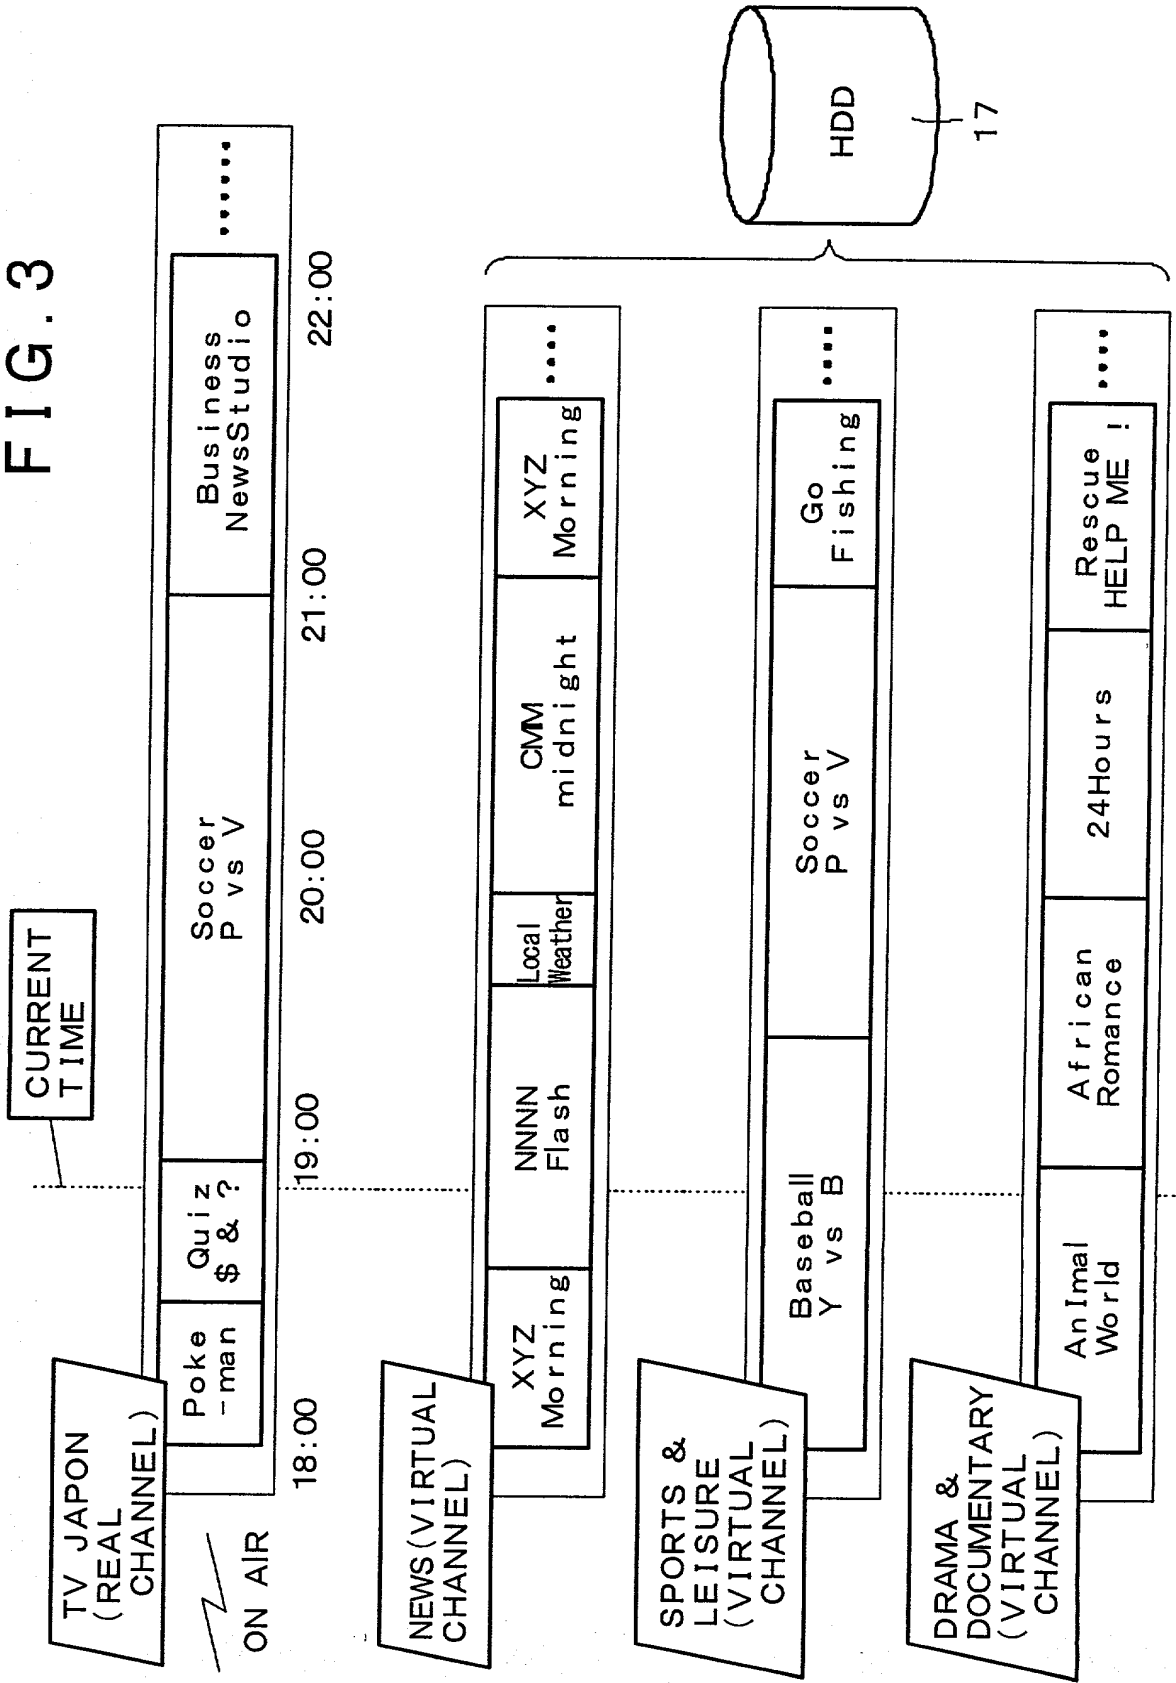 FIG. 3
CURRENT
TIME
TV JAPON
(REAL
CHANNEL)
ON AIR
Poke
-man
Quiz
$ & ?
Soccer
P vs V
Business
NewsStudio
.......
18:00
19:00
20:00
21:00
22:00
NEWS(VIRTUAL
CHANNEL)
XYZ
Morning
NNNN
Flash
Local
Weather
CMM
midnight
XYZ
Morning
....
SPORTS &
LEISURE
(VIRTUAL
CHANNEL)
Baseball
Y vs B
Soccer
P vs V
Go
Fishing
....
DRAMA &
DOCUMENTARY
(VIRTUAL
CHANNEL)
AnImal
World
African
Romance
24Hours
Rescue
HELP ME !
....
HDD
17